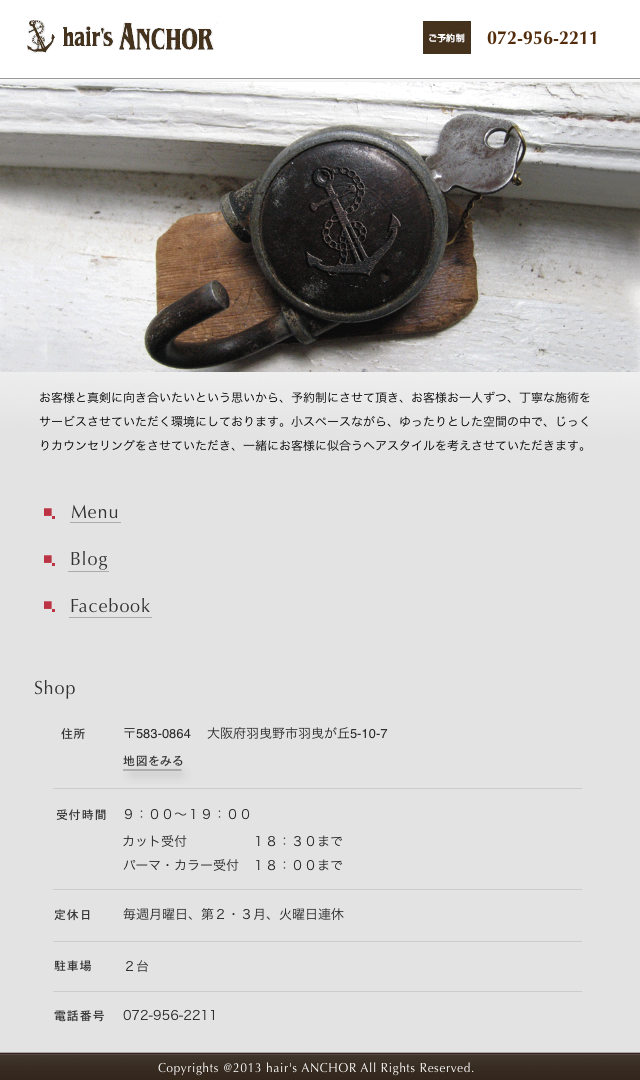 hair's ANCHOR
ご予約制
072-956-2211
お客様と真剣に向き合いたいという思いから、予約制にさせて頂き、お客様お一人ずつ、丁寧な施術を
サービスさせていただく環境にしております。小スペースながら、ゆったりとした空間の中で、じっく
りカウンセリングをさせていただき、一緒にお客様に似合うヘアスタイルを考えさせていただきます。
Menu
Blog
Facebook
Shop
住所 〒583-0864 大阪府羽曳野市羽曳が丘5-10-7
地図をみる
受付時間 ９：００〜１９：００
カット受付 １８：３０まで
パーマ・カラー受付 １８：００まで
定休日 毎週月曜日、第２・３月、火曜日連休
駐車場 ２台
電話番号 072-956-2211
Copyrights @2013 hair's ANCHOR All Rights Reserved.